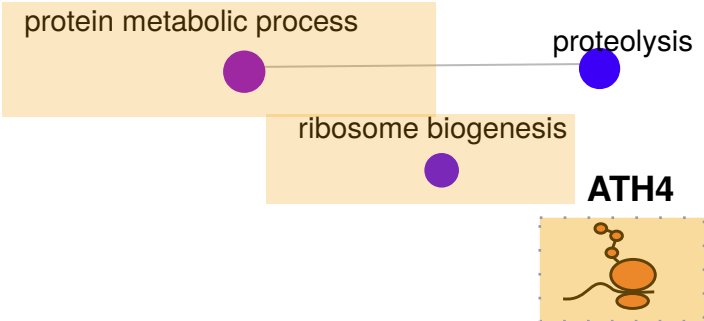 protein metabolic process
proteolysis
ribosome biogenesis
ATH4